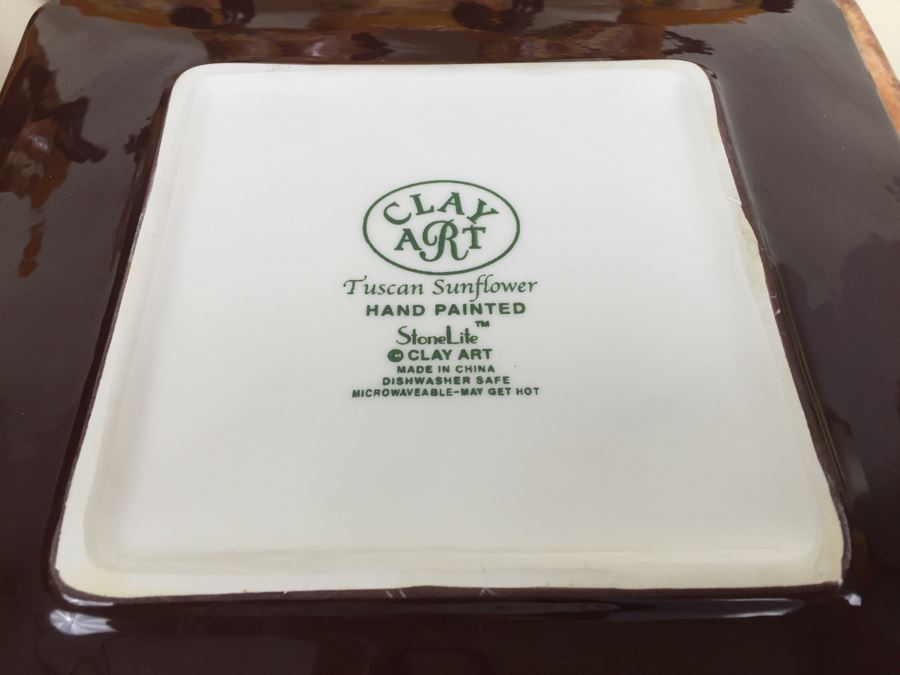 CLAY
ART
Tuscan Sunflower
HAND PAINTED
StoneLite™
© CLAY ART
MADE IN CHINA
DISHWASHER SAFE
MICROWAVEABLE-MAY GET HOT